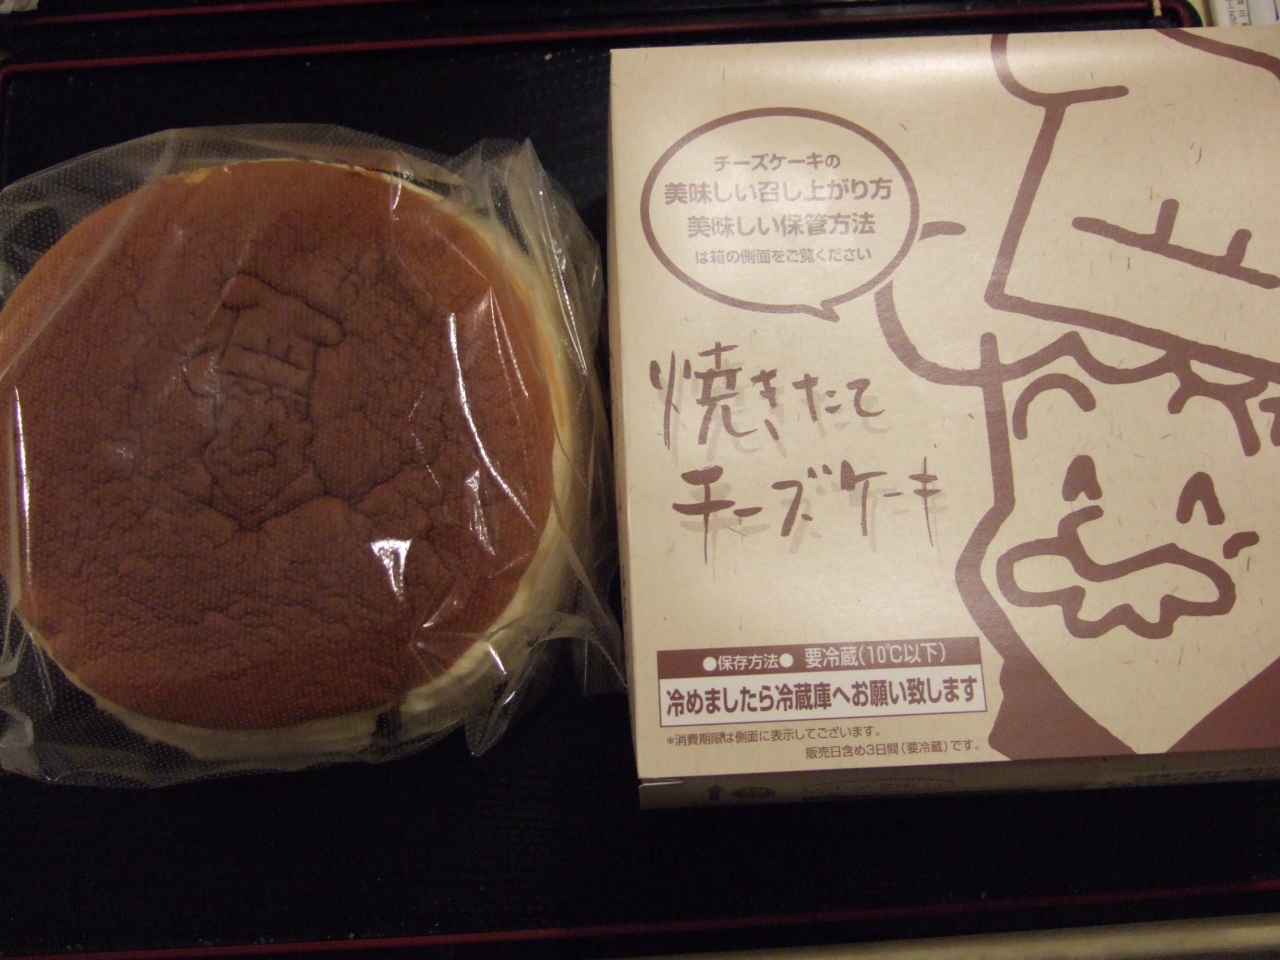 チーズケーキの
美味しい召し上がり方
美味しい保管方法
は箱の側面をご覧ください
焼きたて
チーズケーキ
●保存方法● 要冷蔵(10℃以下)
冷めましたら冷蔵庫へお願い致します
*消費期限は側面に表示してございます。
販売日含め3日間(要冷蔵)です。